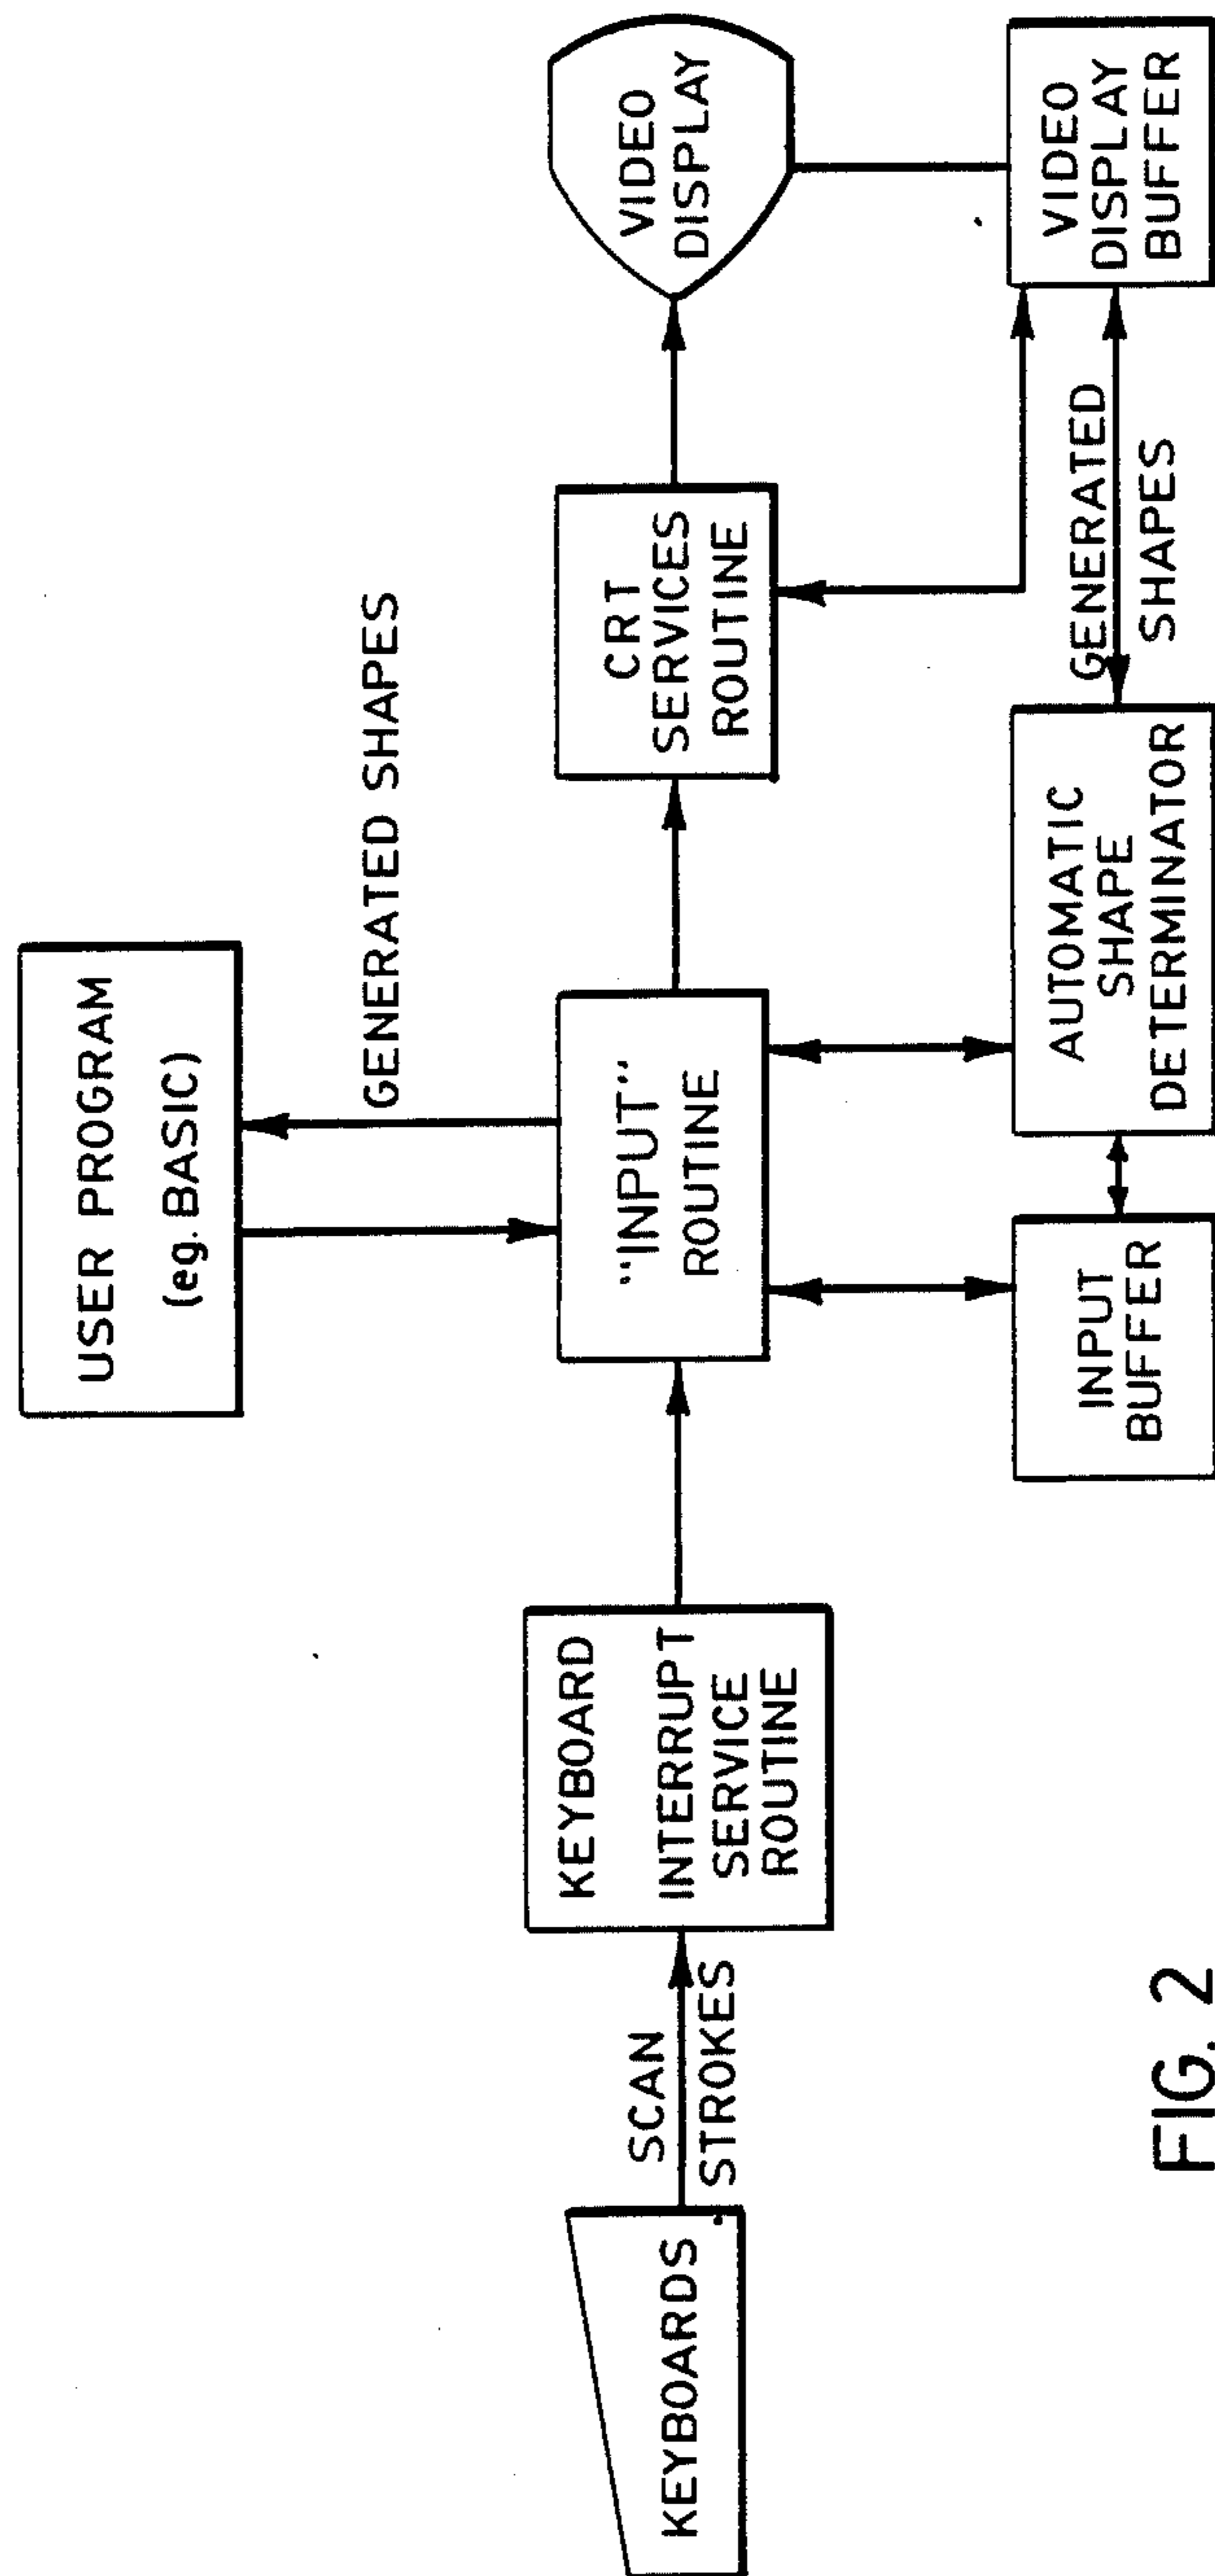 USER PROGRAM
(eg. BASIC)
GENERATED SHAPES
KEYBOARDS
SCAN
STROKES
KEYBOARD
INTERRUPT
SERVICE
ROUTINE
"INPUT"
ROUTINE
CRT
SERVICES
ROUTINE
VIDEO
DISPLAY
INPUT
BUFFER
AUTOMATIC
SHAPE
DETERMINATOR
GENERATED
SHAPES
VIDEO
DISPLAY
BUFFER
FIG. 2